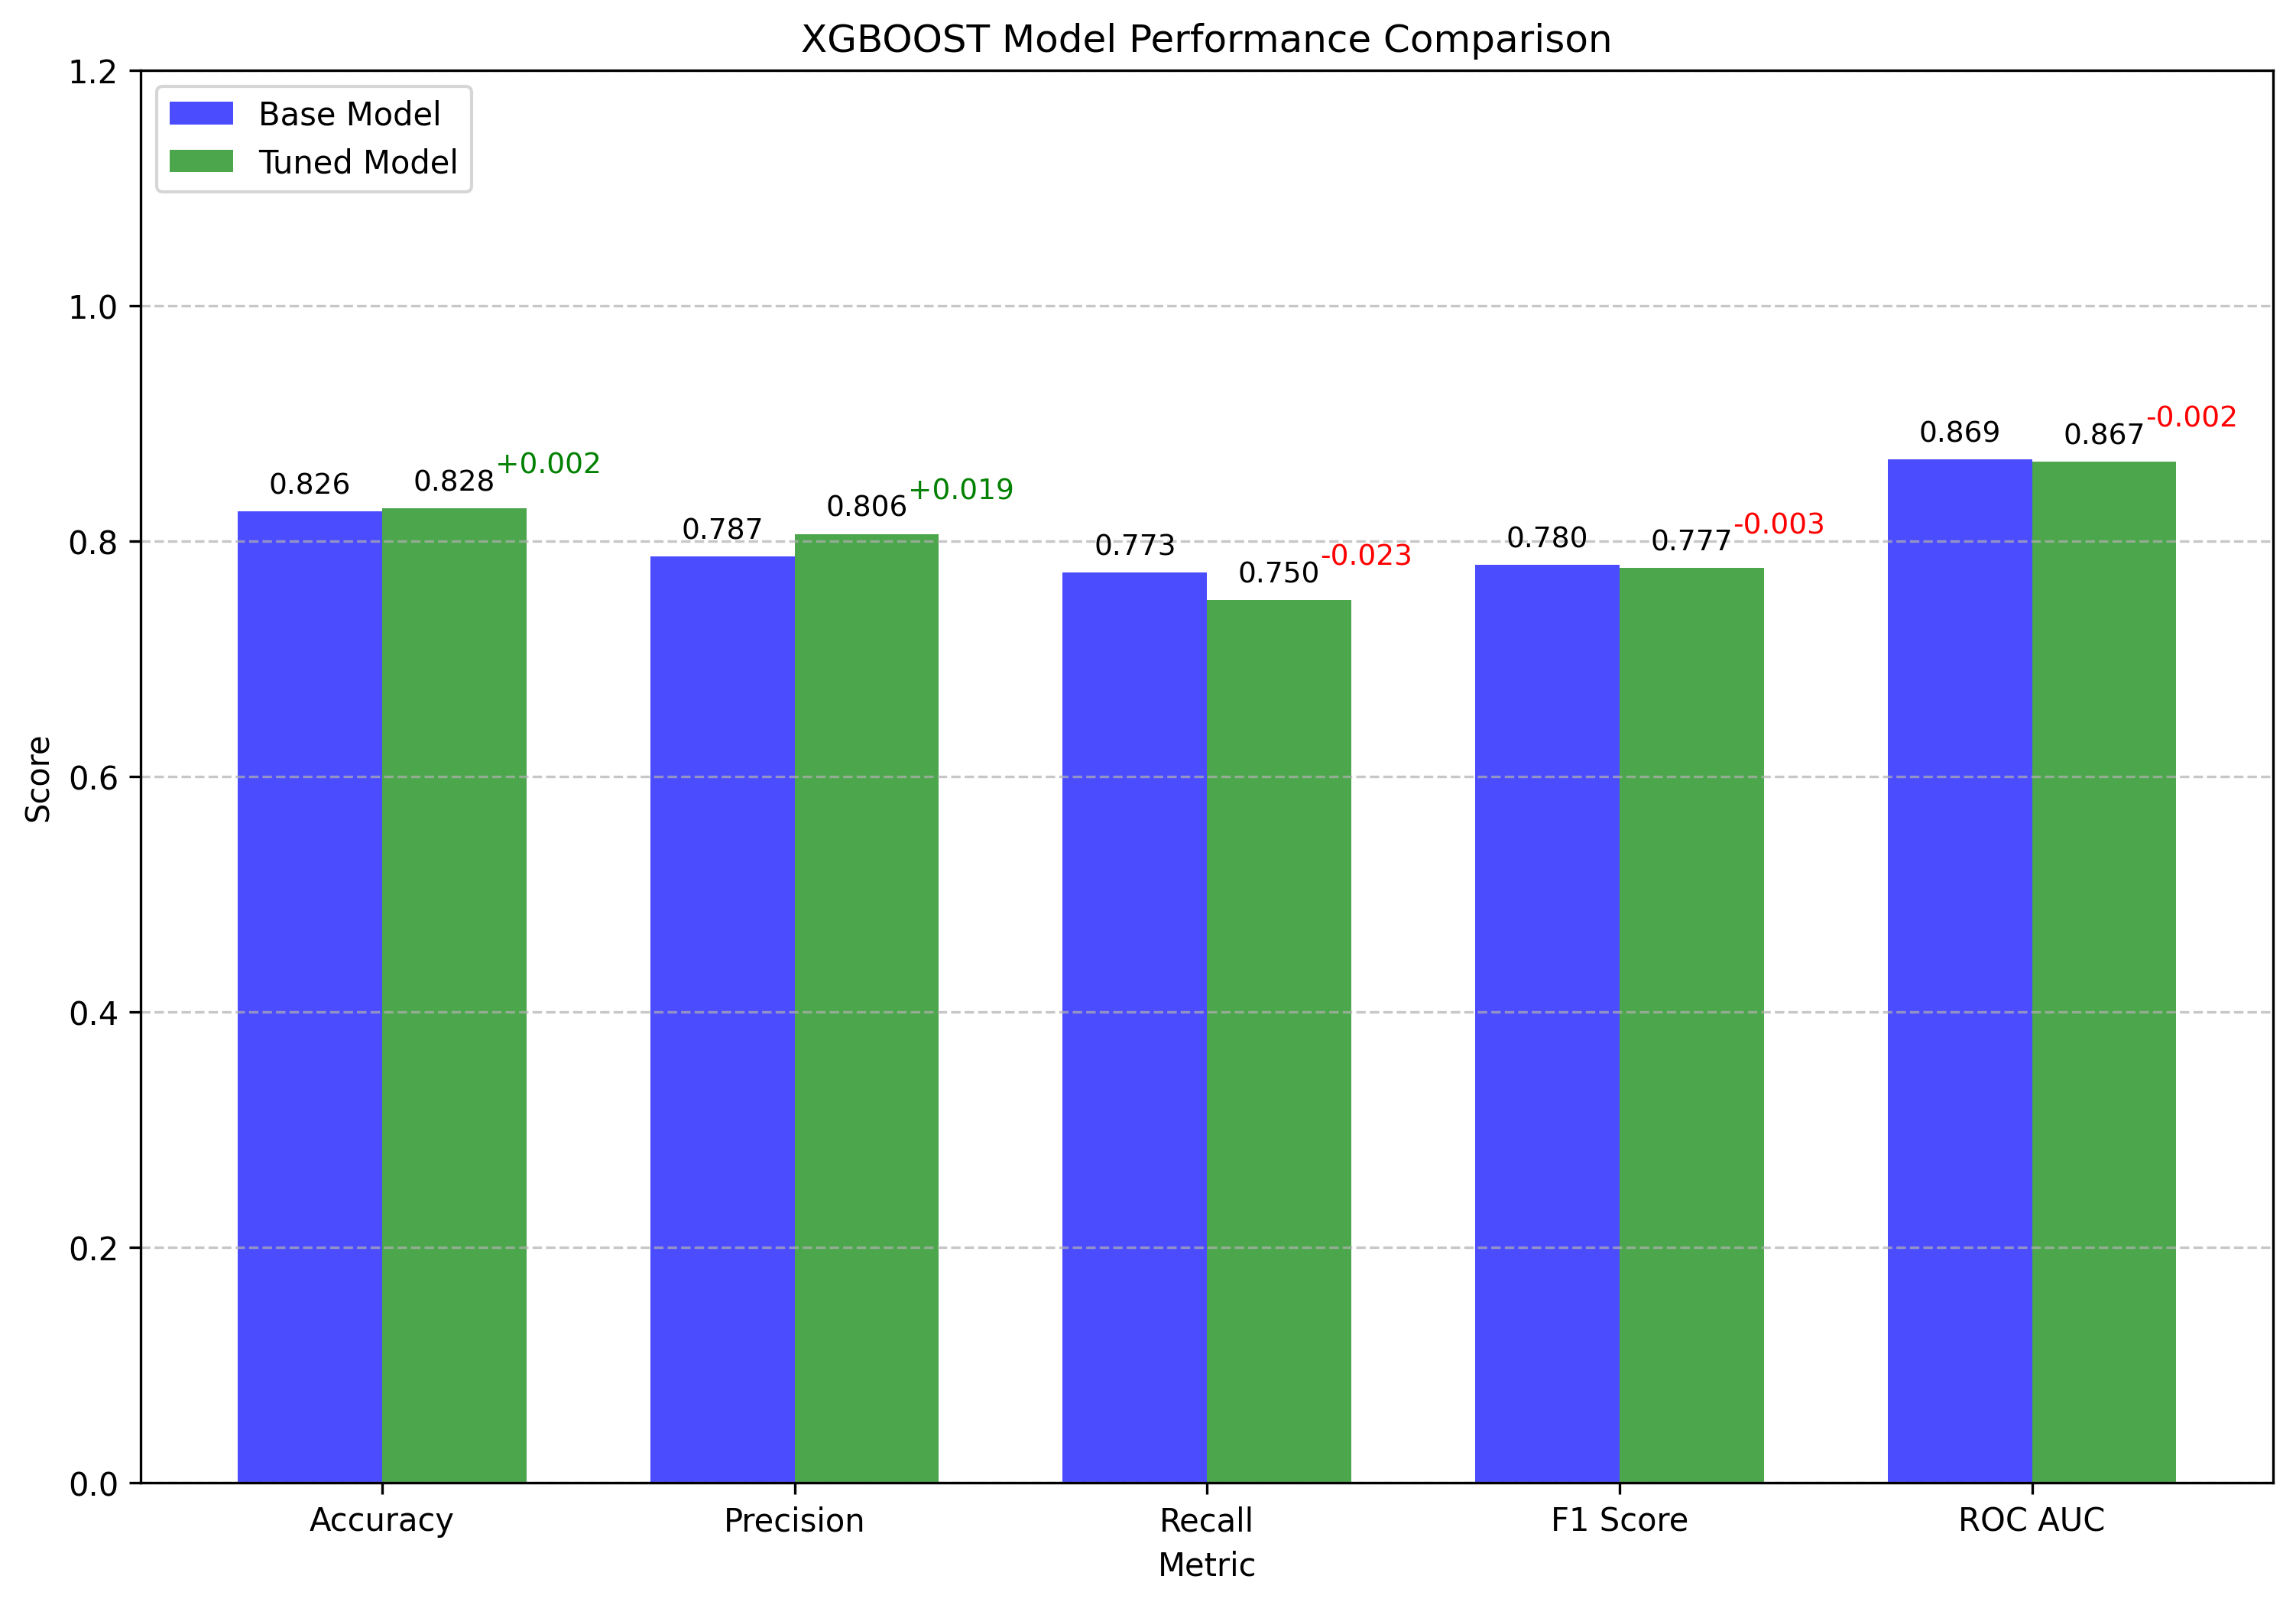 XGBOOST Model Performance Comparison
Base Model
Tuned Model
Score
1.2
1.0
0.8
0.6
0.4
0.2
0.0
0.826
0.828
+0.002
0.787
0.806
+0.019
0.773
0.750
-0.023
0.780
0.777
-0.003
0.869
0.867
-0.002
Accuracy
Precision
Recall
F1 Score
ROC AUC
Metric